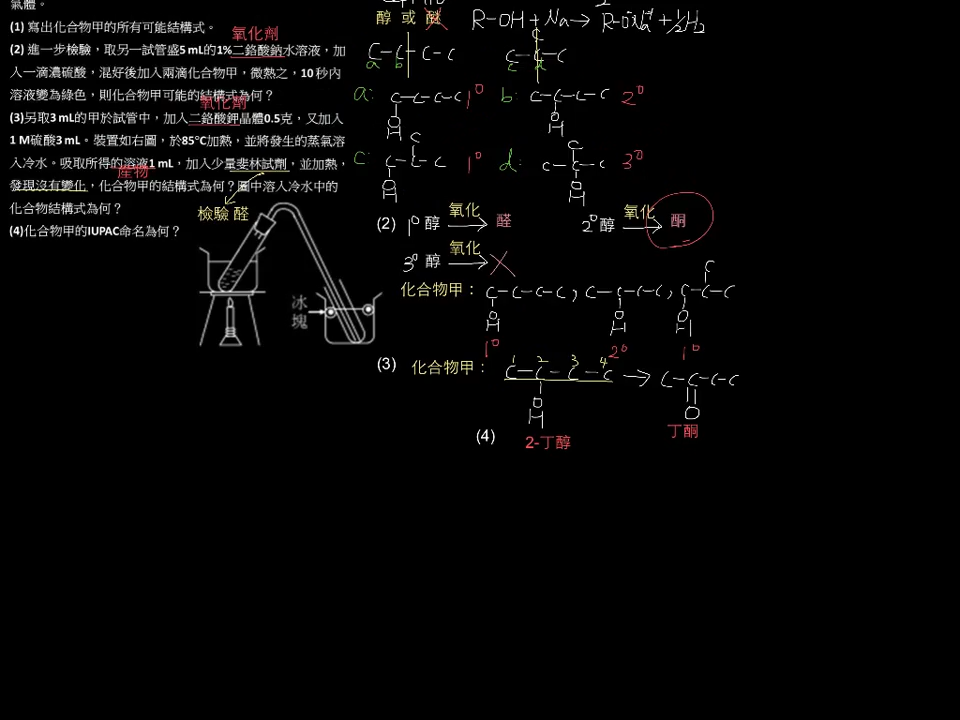 氣體。
(1) 寫出化合物甲的所有可能結構式。
氧化劑
(2) 進一步檢驗，取另一試管盛5 mL的1%二鉻酸鈉水溶液，加
入一滴濃硫酸，混好後加入兩滴化合物甲，微熱之，10 秒內
溶液變為綠色，則化合物甲可能的結構式為何？
氧化劑
(3)另取3 mL的甲於試管中，加入二鉻酸鉀晶體0.5克，又加入
1 M硫酸3 mL。裝置如右圖，於85°C加熱，並將發生的蒸氣溶
入冷水。吸取所得的溶液1 mL，加入少量斐林試劑，並加熱，
產物
發現沒有變化，化合物甲的結構式為何？圖中溶入冷水中的
化合物結構式為何？
檢驗 醛
(4)化合物甲的IUPAC命名為何？
冰塊
醇 或 醚 R-OH + Na → R-O⁻Na⁺ + ½H₂
C-C-C-C
a b
C
C-C-C
c d
a: C-C-C-C 1° b: C-C-C-C 2°
O O
H H
c: C-C-C 1° d: C-C-C 3°
C C
O O
H H
(2) 1° 醇 氧化 → 醛 2° 醇 氧化 → 酮
3° 醇 氧化 →
化合物甲： C-C-C-C , C-C-C-C , C-C-C
C
O O O
H H H
1° 2° 1°
(3) 化合物甲： C-C-C-C → C-C-C-C
1 2 3 4
O O
H
(4) 2-丁醇 丁酮